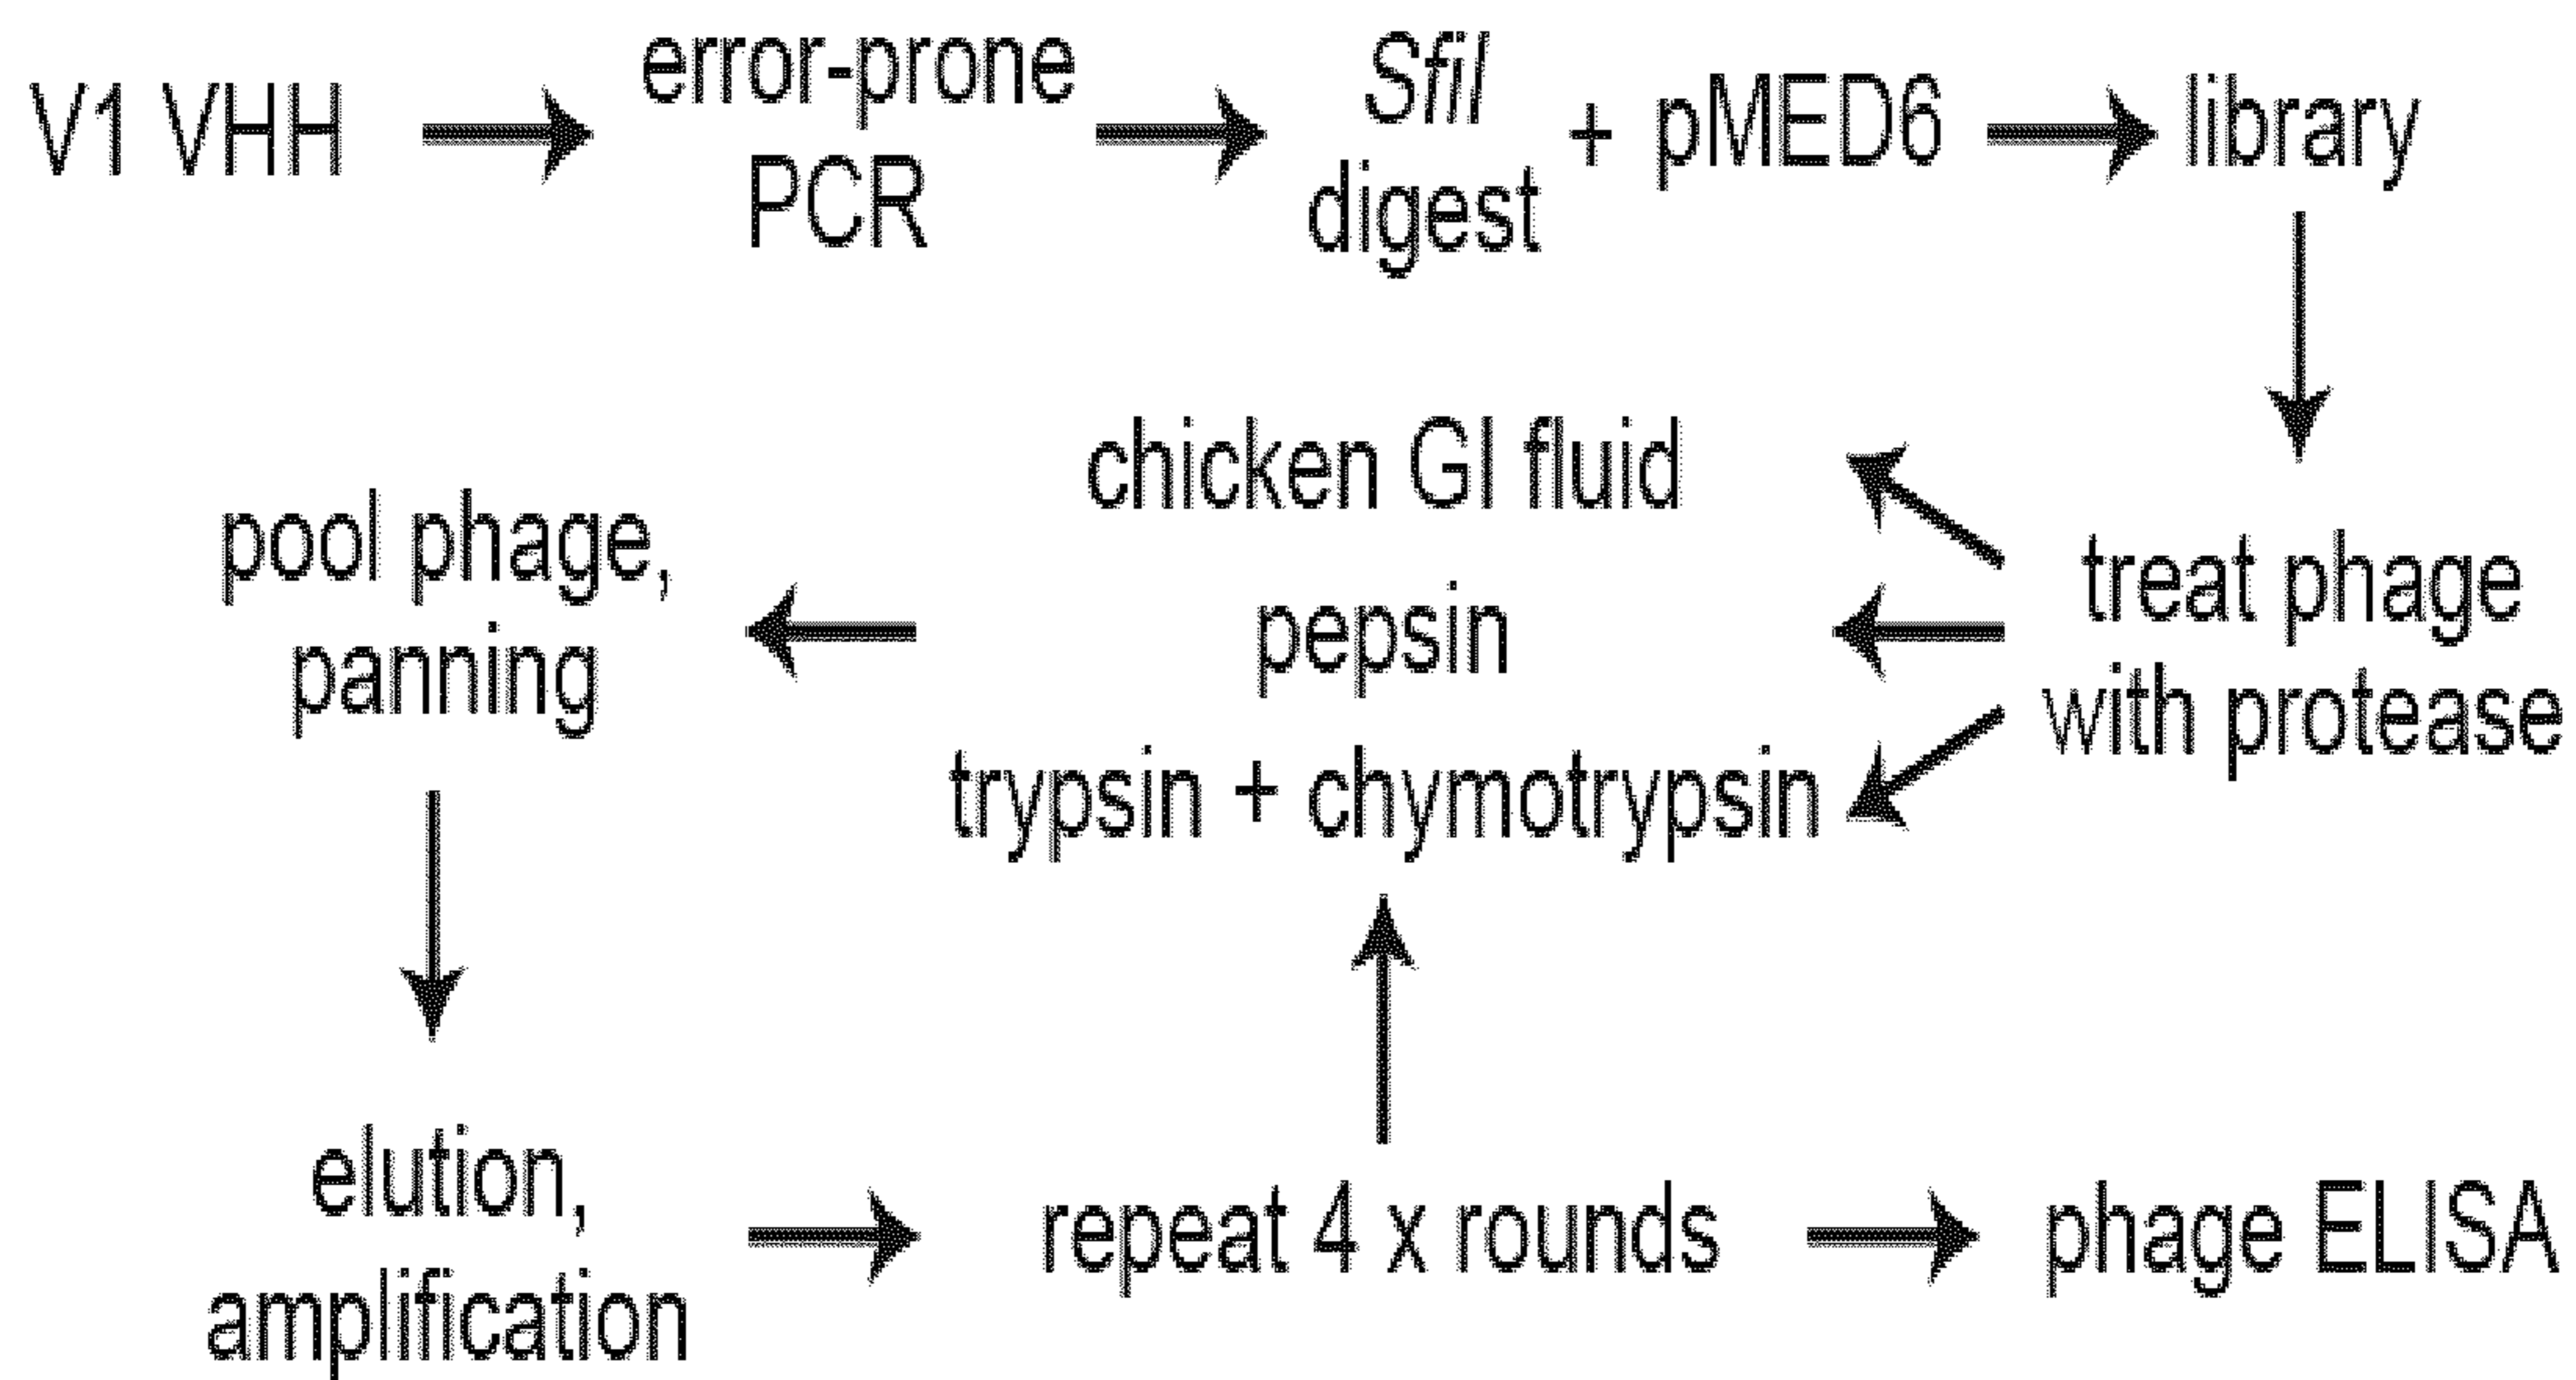 V1 VHH
error-prone
PCR
SfiI
digest
+ pMED6
library
treat phage
with protease
chicken GI fluid
pepsin
trypsin + chymotrypsin
pool phage,
panning
elution,
amplification
repeat 4 x rounds
phage ELISA